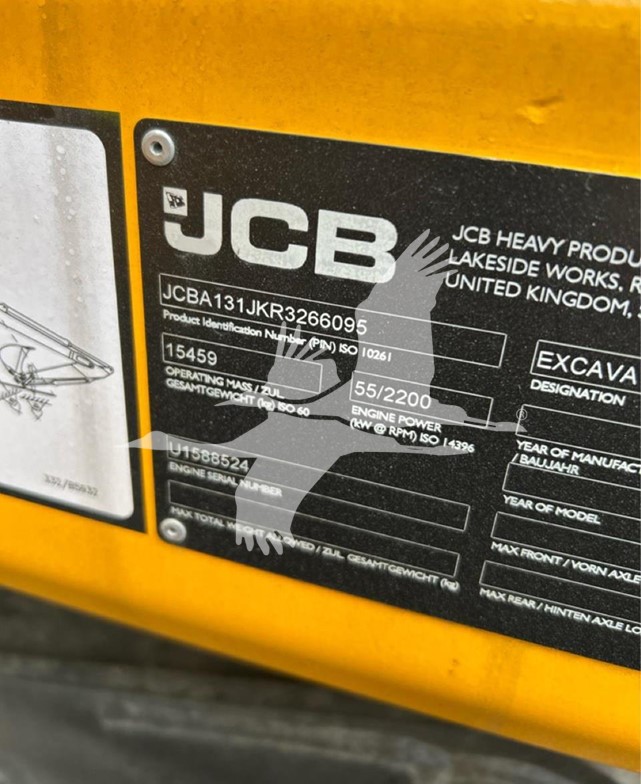 JCB
JCB HEAVY PRODU
LAKESIDE WORKS, R
UNITED KINGDOM,
JCBA131JKR3266095
Product Identification Number (PIN) ISO 10261
15459
OPERATING MASS / ZUL.
GESAMTGEWICHT (kg) ISO 60
55/2200
ENGINE POWER
(kW @ RPM) ISO 14396
EXCAVA
DESIGNATION
U1588524
ENGINE SERIAL NUMBER
YEAR OF MANUFACT
/ BAUJAHR
YEAR OF MODEL
MAX TOTAL WEIGHT ALLOWED / ZUL. GESAMTGEWICHT (kg)
MAX FRONT / VORN AXLE
MAX REAR / HINTEN AXLE LO
332/B5632
®